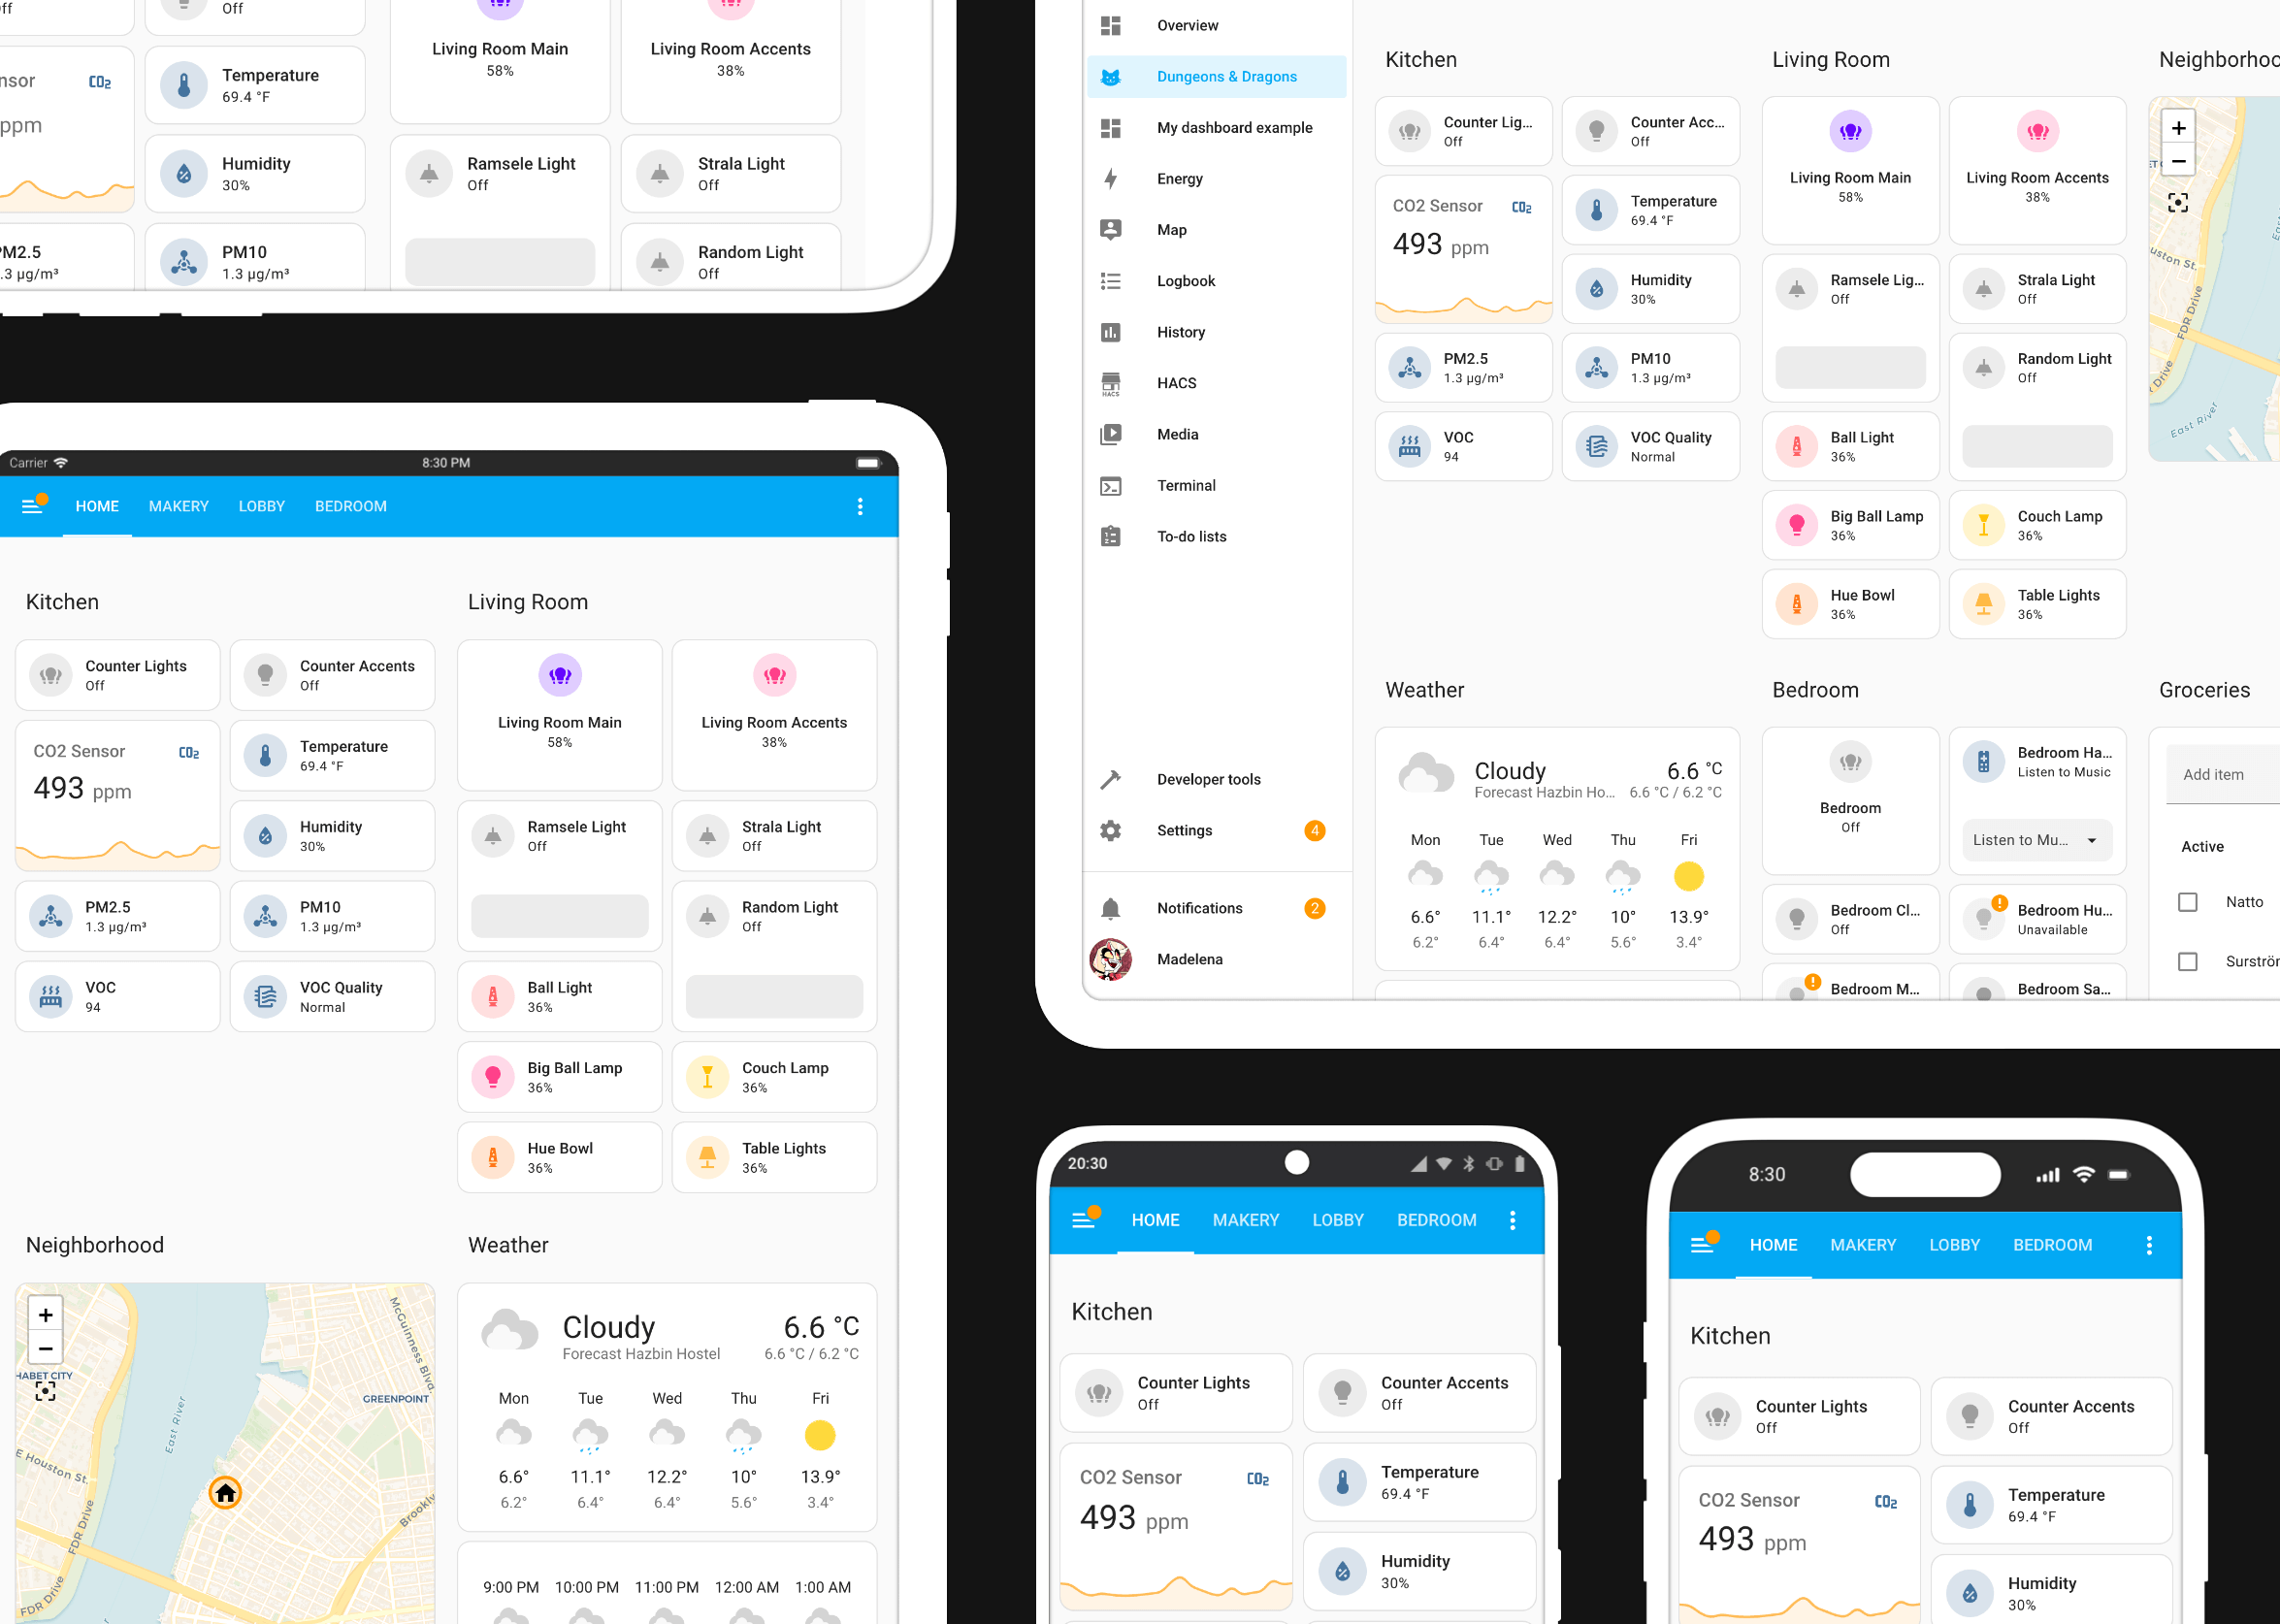 Off
Off
Living Room Main
58%
Living Room Accents
38%
CO₂
ppm
Temperature
69.4 °F
Humidity
30%
Ramsele Light
Off
Strala Light
Off
PM2.5
PM10
1.3 µg/m³
Random Light
Off
Carrier
8:30 PM
HOME
MAKERY
LOBBY
BEDROOM
Kitchen
Living Room
Counter Lights
Off
Counter Accents
Off
Living Room Main
58%
Living Room Accents
38%
CO2 Sensor
CO₂
493 ppm
Temperature
69.4 °F
Humidity
30%
Ramsele Light
Off
Strala Light
Off
PM2.5
1.3 µg/m³
PM10
1.3 µg/m³
Random Light
Off
VOC
94
VOC Quality
Normal
Ball Light
36%
Big Ball Lamp
36%
Couch Lamp
36%
Hue Bowl
36%
Table Lights
36%
Neighborhood
Weather
+
−
HABET CITY
East River
GREENPOINT
McGuinness Blvd.
E Houston St.
FDR Drive
FDR Drive
Brookly
Cloudy
Forecast Hazbin Hostel
6.6 °C
6.6 °C / 6.2 °C
Mon Tue Wed Thu Fri
6.6° 11.1° 12.2° 10° 13.9°
6.2° 6.4° 6.4° 5.6° 3.4°
9:00 PM 10:00 PM 11:00 PM 12:00 AM 1:00 AM
Overview
Dungeons & Dragons
My dashboard example
Energy
Map
Logbook
History
HACS
HACS
Media
Terminal
To-do lists
Developer tools
Settings
4
Notifications
2
Madelena
Kitchen
Living Room
Neighborhoo
Counter Lig...
Off
Counter Acc...
Off
Living Room Main
58%
Living Room Accents
38%
CO2 Sensor
CO₂
493 ppm
Temperature
69.4 °F
Humidity
30%
Ramsele Lig...
Off
Strala Light
Off
PM2.5
1.3 µg/m³
PM10
1.3 µg/m³
Random Light
Off
VOC
94
VOC Quality
Normal
Ball Light
36%
Big Ball Lamp
36%
Couch Lamp
36%
Hue Bowl
36%
Table Lights
36%
+
−
uston St.
FDR Drive
Drive
East River
Weather
Bedroom
Groceries
Cloudy
Forecast Hazbin Ho...
6.6 °C
6.6 °C / 6.2 °C
Mon Tue Wed Thu Fri
6.6° 11.1° 12.2° 10° 13.9°
6.2° 6.4° 6.4° 5.6° 3.4°
Bedroom
Off
Bedroom Ha...
Listen to Music
Listen to Mu...
Bedroom Cl...
Off
Bedroom Hu...
Unavailable
Bedroom M...
Bedroom Sa...
Add item
Active
Natto
Surströ
20:30
HOME
MAKERY
LOBBY
BEDROOM
Kitchen
Counter Lights
Off
Counter Accents
Off
CO2 Sensor
CO₂
493 ppm
Temperature
69.4 °F
Humidity
30%
8:30
HOME
MAKERY
LOBBY
BEDROOM
Kitchen
Counter Lights
Off
Counter Accents
Off
CO2 Sensor
CO₂
493 ppm
Temperature
69.4 °F
Humidity
30%